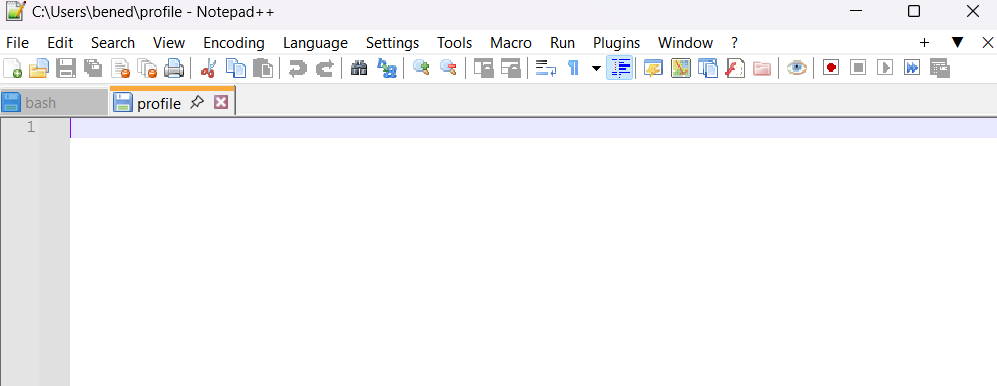 C:\Users\bened\profile - Notepad++
File Edit Search View Encoding Language Settings Tools Macro Run Plugins Window ?
bash profile
1